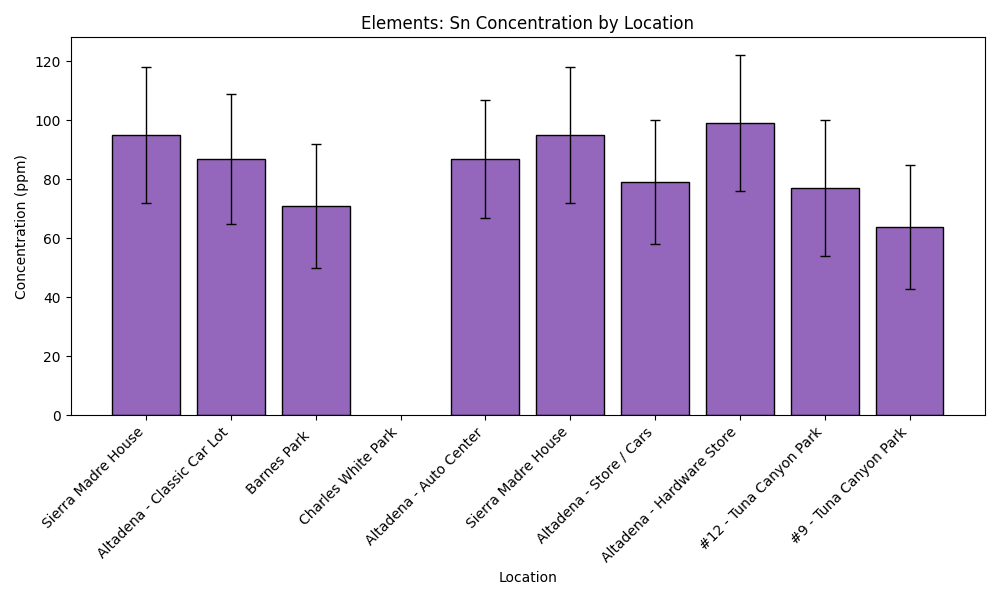 Elements: Sn Concentration by Location
Concentration (ppm)
120
100
80
60
40
20
0
Sierra Madre House
Altadena - Classic Car Lot
Barnes Park
Charles White Park
Altadena - Auto Center
Sierra Madre House
Altadena - Store / Cars
Altadena - Hardware Store
#12 - Tuna Canyon Park
#9 - Tuna Canyon Park
Location